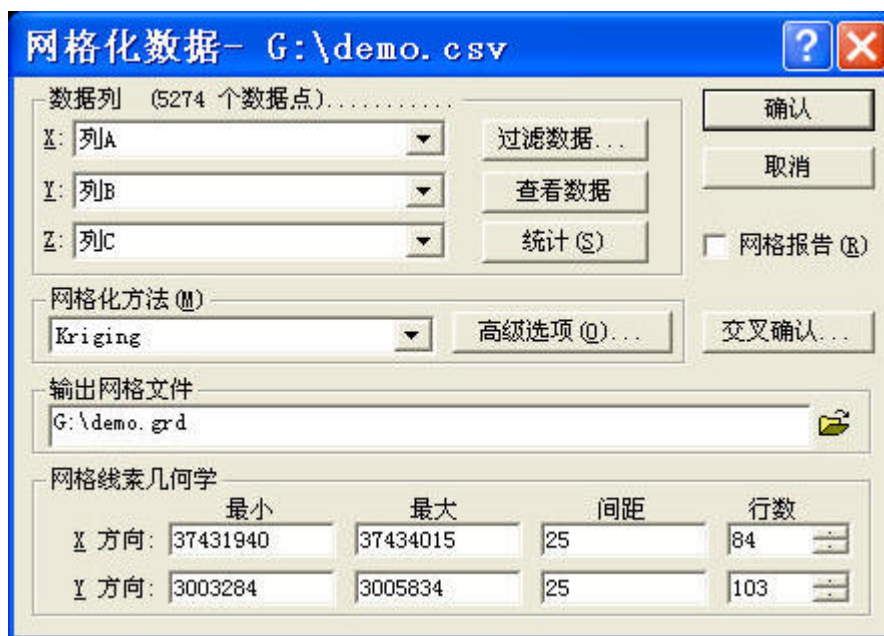 网格化数据- G:\demo.csv
数据列 (5274 个数据点)...........
X: 列A
过滤数据...
Y: 列B
查看数据
Z: 列C
统计(S)
确认
取消
网格报告(R)
网格化方法(M)
Kriging
高级选项(O)...
交叉确认...
输出网格文件
G:\demo.grd
网格线素几何学
最小 最大 间距 行数
X 方向: 37431940 37434015 25 84
Y 方向: 3003284 3005834 25 103